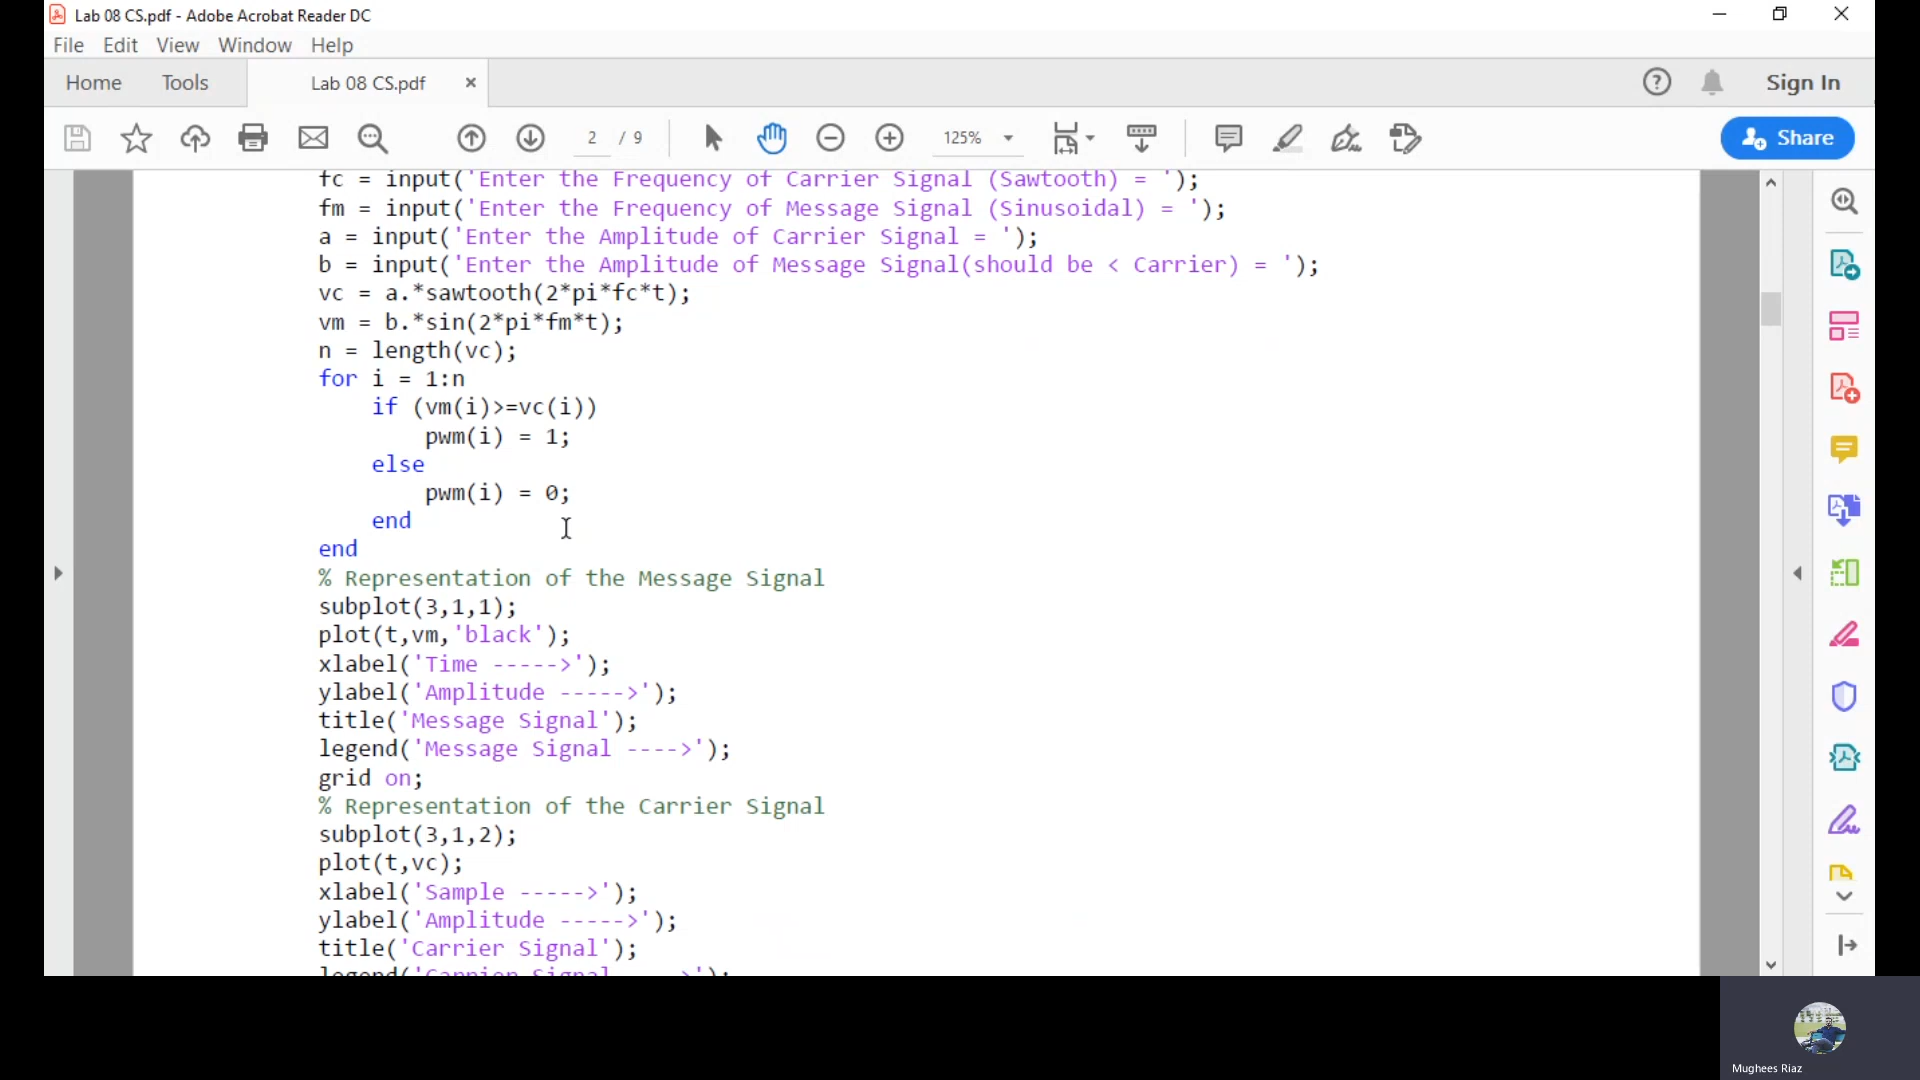 Lab 08 CS.pdf - Adobe Acrobat Reader DC
File Edit View Window Help
Home Tools Lab 08 CS.pdf × Sign In
2 / 9 125% Share
fc = input('Enter the Frequency of Carrier Signal (Sawtooth) = ');
fm = input('Enter the Frequency of Message Signal (Sinusoidal) = ');
a = input('Enter the Amplitude of Carrier Signal = ');
b = input('Enter the Amplitude of Message Signal(should be < Carrier) = ');
vc = a.*sawtooth(2*pi*fc*t);
vm = b.*sin(2*pi*fm*t);
n = length(vc);
for i = 1:n
    if (vm(i)>=vc(i))
        pwm(i) = 1;
    else
        pwm(i) = 0;
    end
end
% Representation of the Message Signal
subplot(3,1,1);
plot(t,vm,'black');
xlabel('Time ----->');
ylabel('Amplitude ----->');
title('Message Signal');
legend('Message Signal ---->');
grid on;
% Representation of the Carrier Signal
subplot(3,1,2);
plot(t,vc);
xlabel('Sample ----->');
ylabel('Amplitude ----->');
title('Carrier Signal');
legend('Carrier Signal ---->');
Mughees Riaz